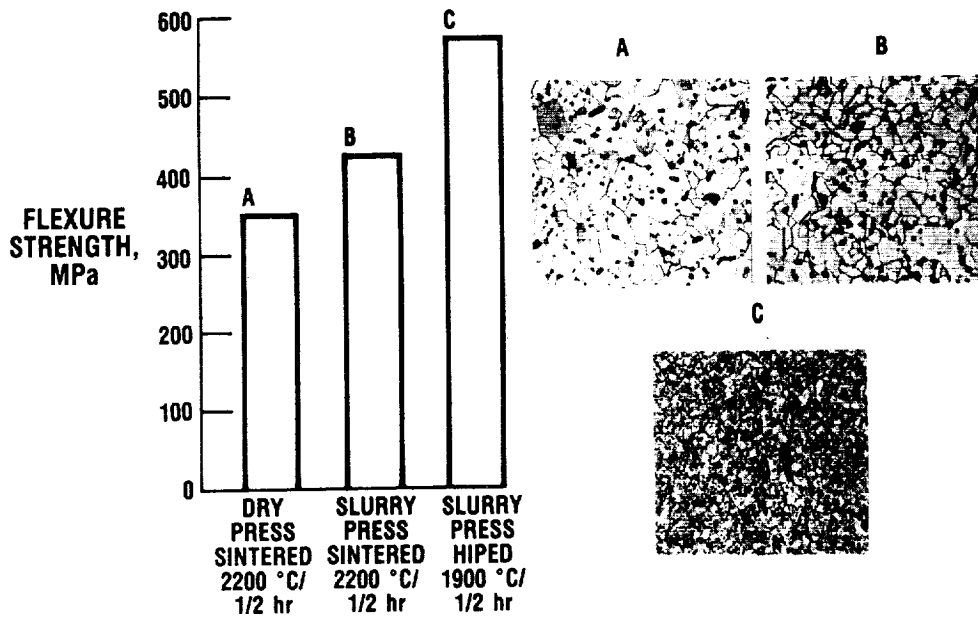 FLEXURE
STRENGTH,
MPa
600
500
400
300
200
100
0
A
B
C
DRY
PRESS
SINTERED
2200 °C/
1/2 hr
SLURRY
PRESS
SINTERED
2200 °C/
1/2 hr
SLURRY
PRESS
HIPED
1900 °C/
1/2 hr
A
B
C